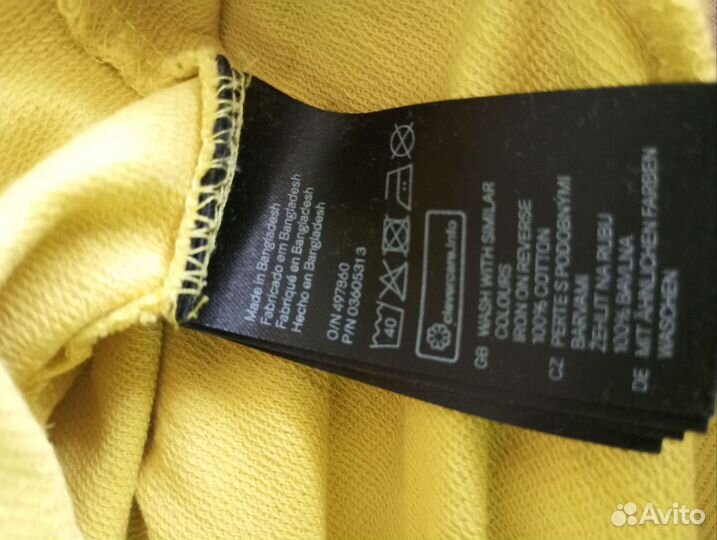 Made in Bangladesh
Fabricado em Bangladesh
Fabriqué en Bangladesh
Hecho en Bangladesh
O/N 497860
P/N 03605313
40
clevercare.info
GB WASH WITH SIMILAR
COLOURS
IRON ON REVERSE
100% COTTON
CZ PERTE S PODOBNÝMI
BARVAMI
ŽEHLIT NA RUBU
100% BAVLNA
DE MIT ÄHNLICHEN FARBEN
WASCHEN
Avito